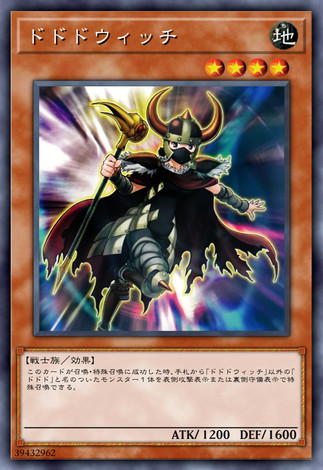 ドドドウィッチ
地
【戦士族／効果】
このカードが召喚・特殊召喚に成功した時、手札から「ドドドウィッチ」以外の「
ドドド」と名のついたモンスター１体を表側攻撃表示または裏側守備表示で特
殊召喚できる。
ATK/ 1200 DEF/1600
39432962